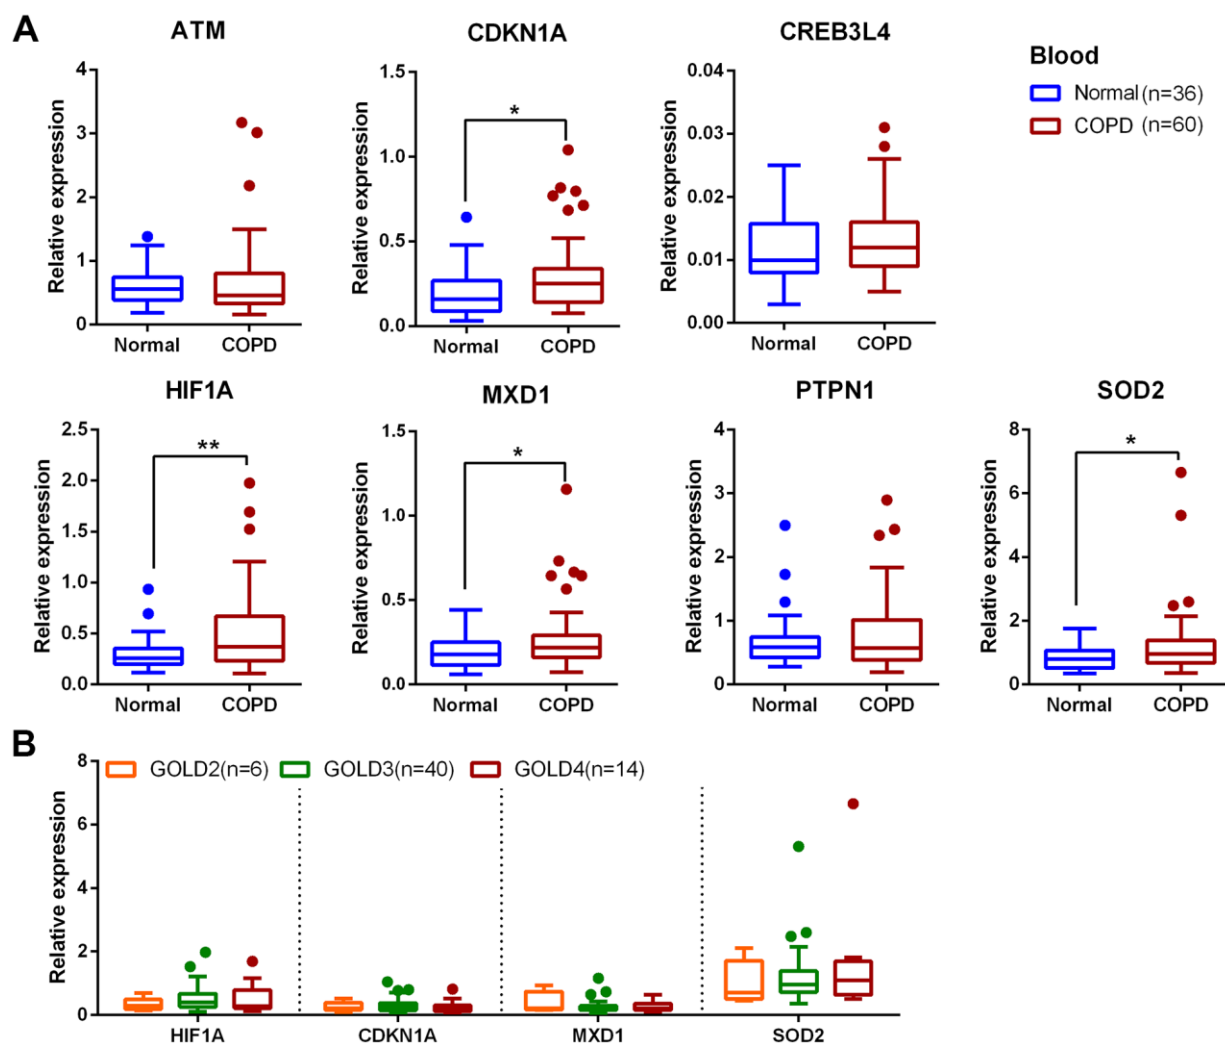 A
ATM
Relative expression
4
3
2
1
0
Normal COPD
CDKN1A
Relative expression
1.5
1.0
0.5
0.0
*
Normal COPD
CREB3L4
Relative expression
0.04
0.03
0.02
0.01
0.00
Normal COPD
Blood
Normal (n=36)
COPD (n=60)
HIF1A
Relative expression
2.5
2.0
1.5
1.0
0.5
0.0
**
Normal COPD
MXD1
Relative expression
1.5
1.0
0.5
0.0
*
Normal COPD
PTPN1
Relative expression
4
3
2
1
0
Normal COPD
SOD2
Relative expression
8
6
4
2
0
*
Normal COPD
B
GOLD2(n=6) GOLD3(n=40) GOLD4(n=14)
Relative expression
8
6
4
2
0
HIF1A CDKN1A MXD1 SOD2